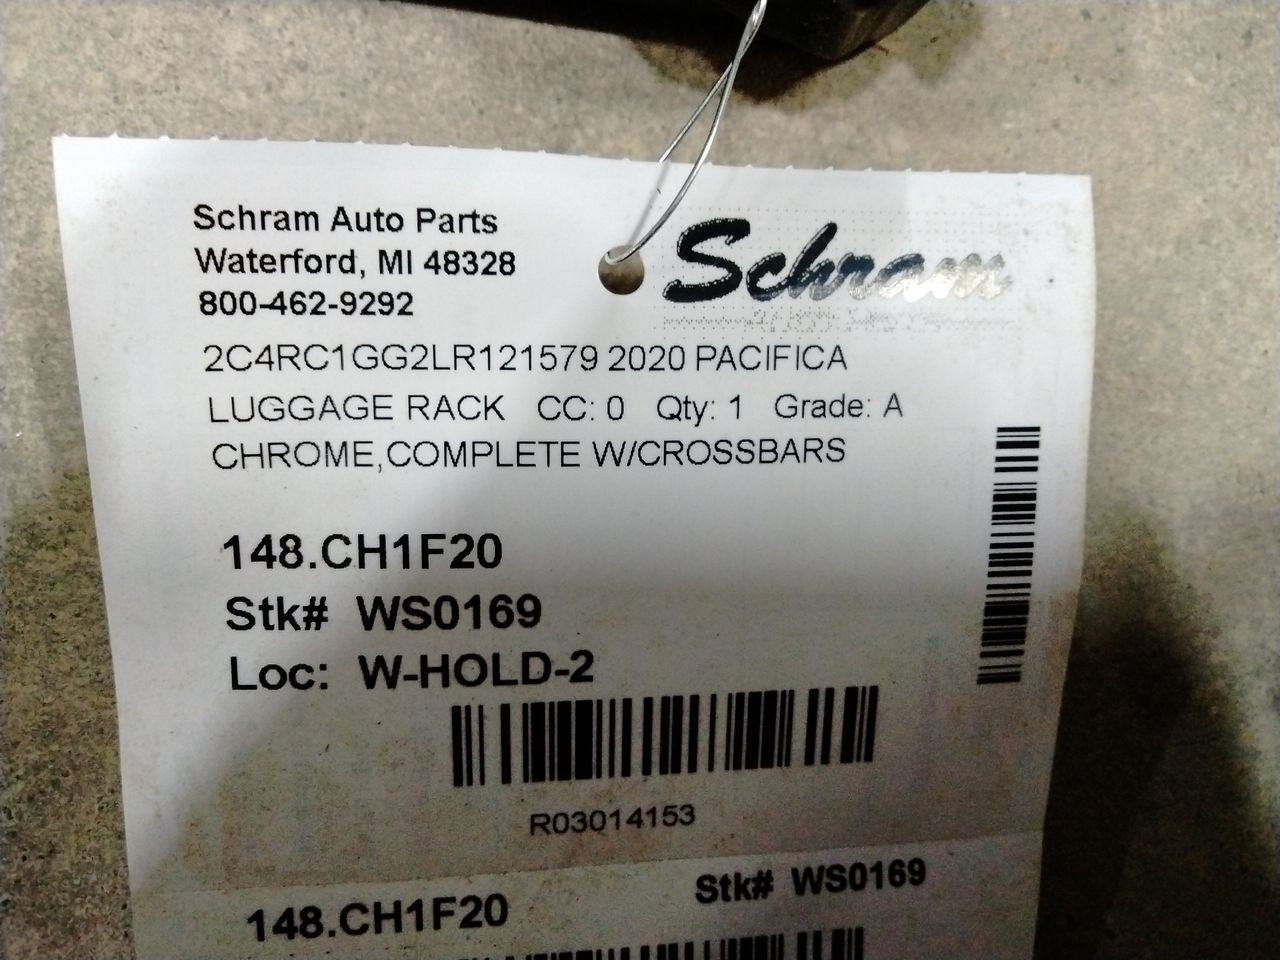 Schram Auto Parts
Waterford, MI 48328
800-462-9292
Schram
2C4RC1GG2LR121579 2020 PACIFICA
LUGGAGE RACK CC: 0 Qty: 1 Grade: A
CHROME,COMPLETE W/CROSSBARS
148.CH1F20
Stk# WS0169
Loc: W-HOLD-2
R03014153
148.CH1F20 Stk# WS0169